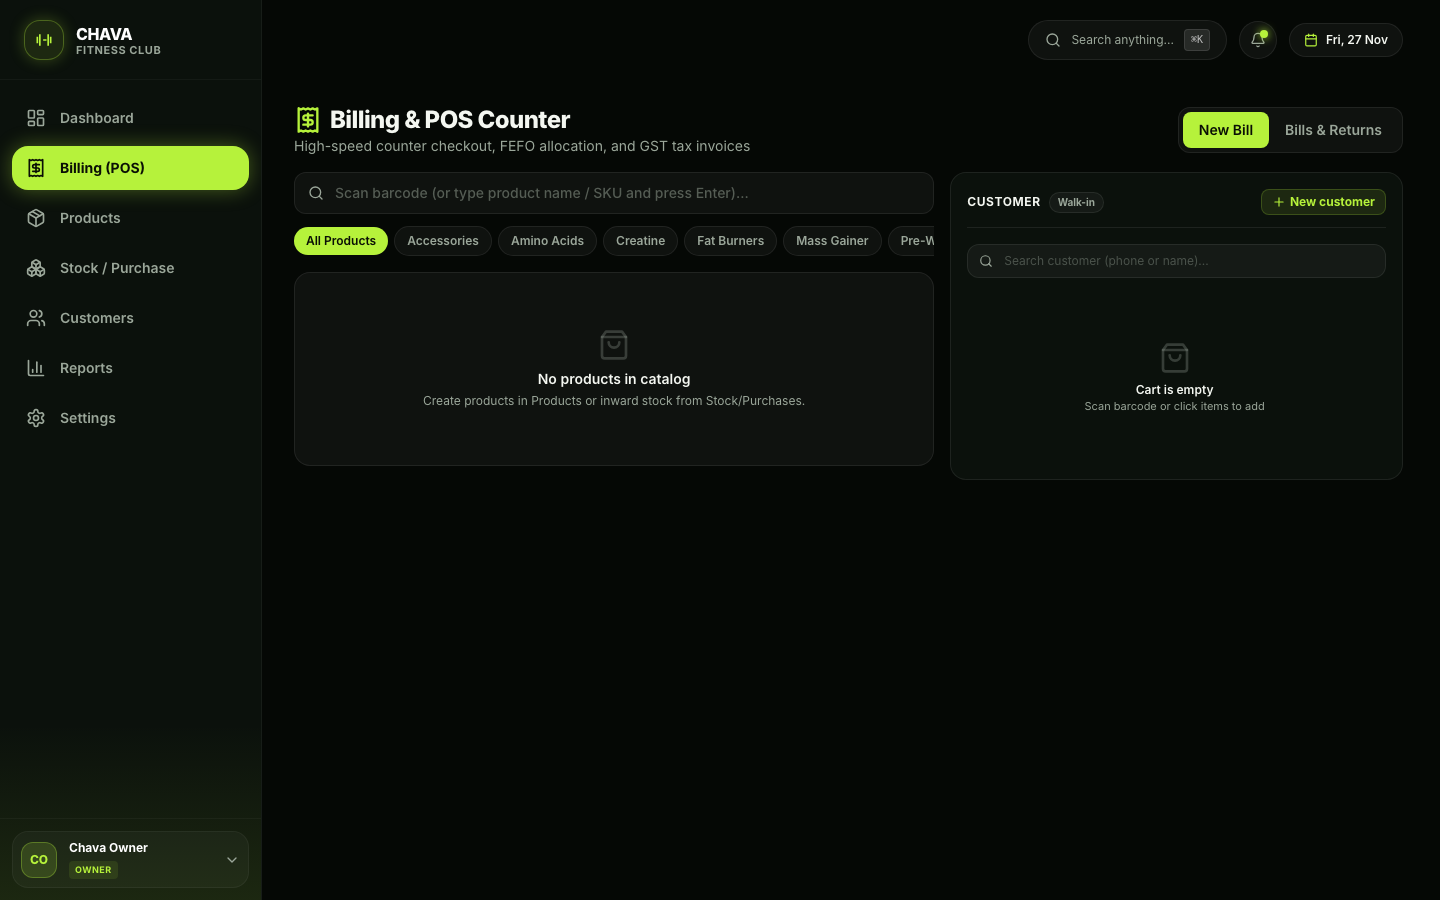 CHAVA
FITNESS CLUB
Search anything...
⌘K
Fri, 27 Nov
Dashboard
Billing (POS)
Products
Stock / Purchase
Customers
Reports
Settings
Billing & POS Counter
High-speed counter checkout, FEFO allocation, and GST tax invoices
New Bill
Bills & Returns
Scan barcode (or type product name / SKU and press Enter)...
All Products
Accessories
Amino Acids
Creatine
Fat Burners
Mass Gainer
Pre-W
No products in catalog
Create products in Products or inward stock from Stock/Purchases.
CUSTOMER
Walk-in
+ New customer
Search customer (phone or name)...
Cart is empty
Scan barcode or click items to add
CO
Chava Owner
OWNER